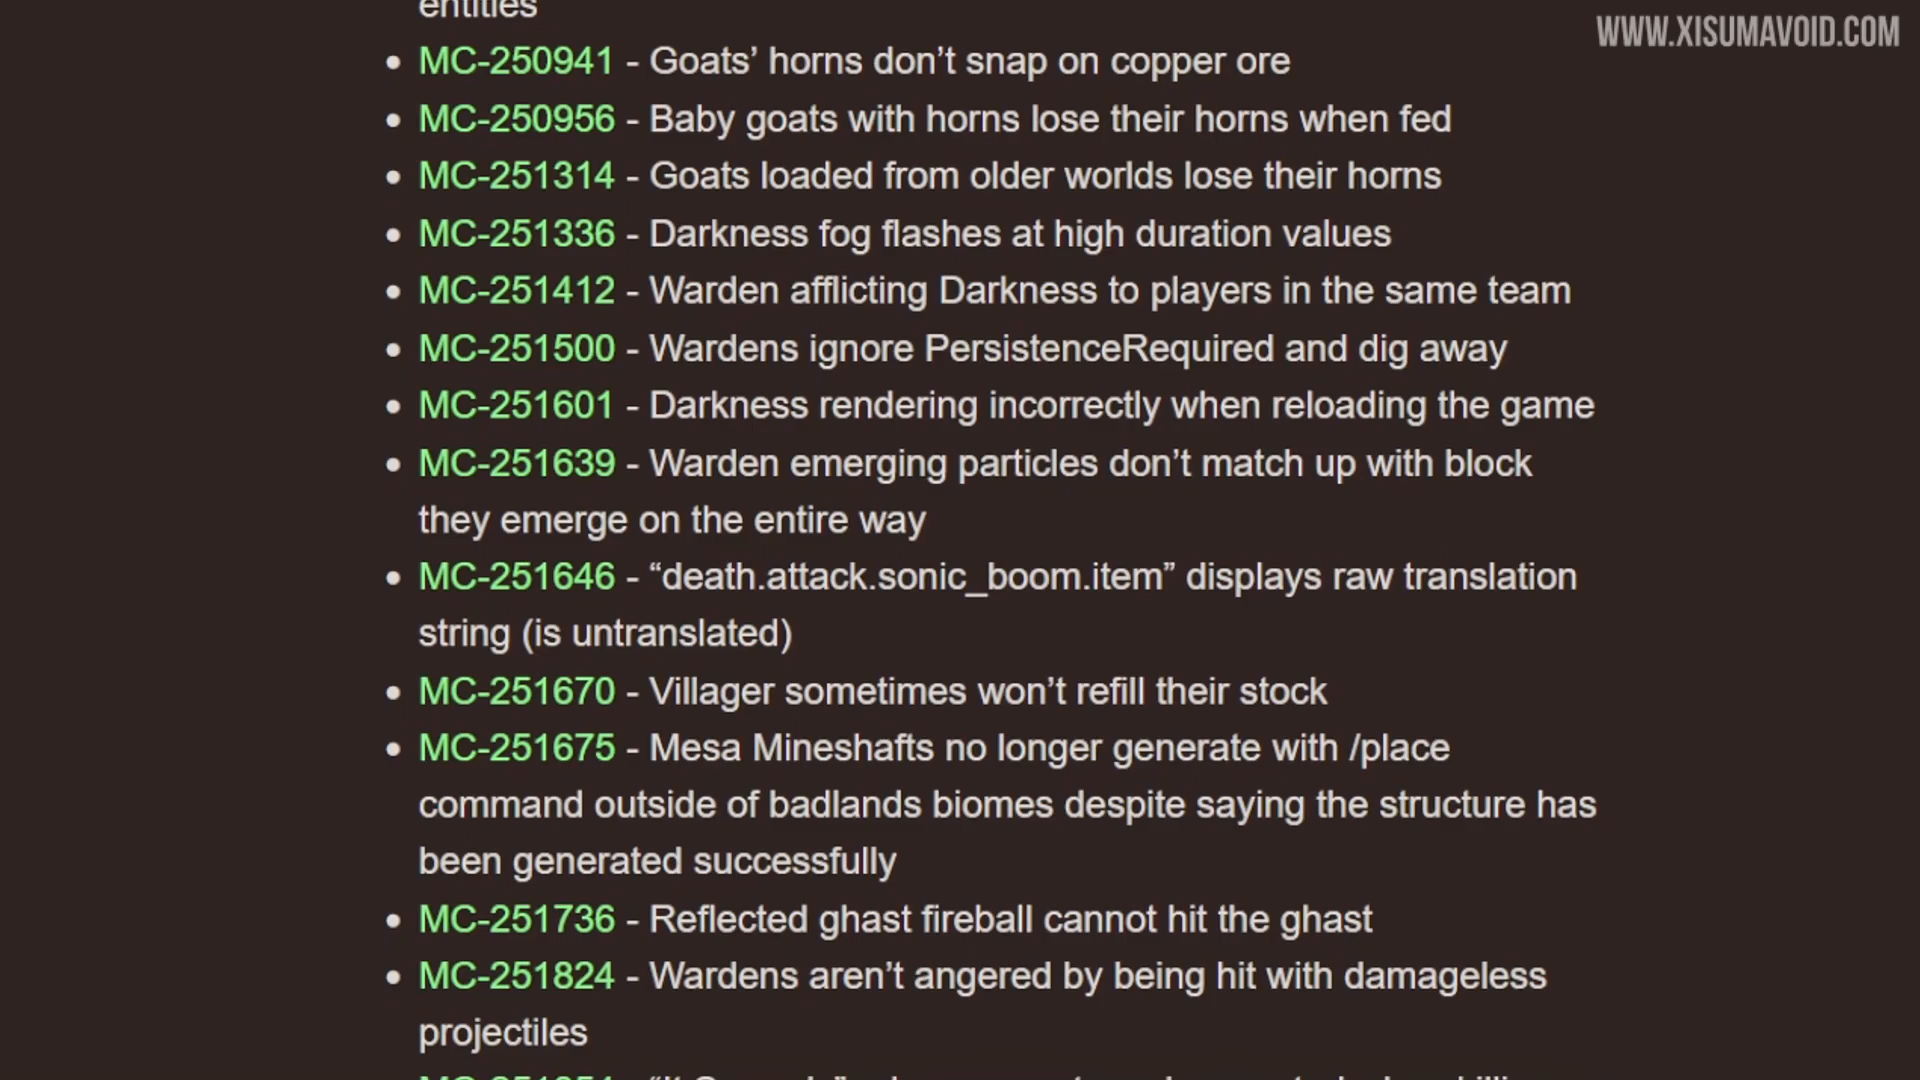 entities
WWW.XISUMAVOID.COM
• MC-250941 - Goats’ horns don’t snap on copper ore
• MC-250956 - Baby goats with horns lose their horns when fed
• MC-251314 - Goats loaded from older worlds lose their horns
• MC-251336 - Darkness fog flashes at high duration values
• MC-251412 - Warden afflicting Darkness to players in the same team
• MC-251500 - Wardens ignore PersistenceRequired and dig away
• MC-251601 - Darkness rendering incorrectly when reloading the game
• MC-251639 - Warden emerging particles don’t match up with block
they emerge on the entire way
• MC-251646 - “death.attack.sonic_boom.item” displays raw translation
string (is untranslated)
• MC-251670 - Villager sometimes won’t refill their stock
• MC-251675 - Mesa Mineshafts no longer generate with /place
command outside of badlands biomes despite saying the structure has
been generated successfully
• MC-251736 - Reflected ghast fireball cannot hit the ghast
• MC-251824 - Wardens aren’t angered by being hit with damageless
projectiles